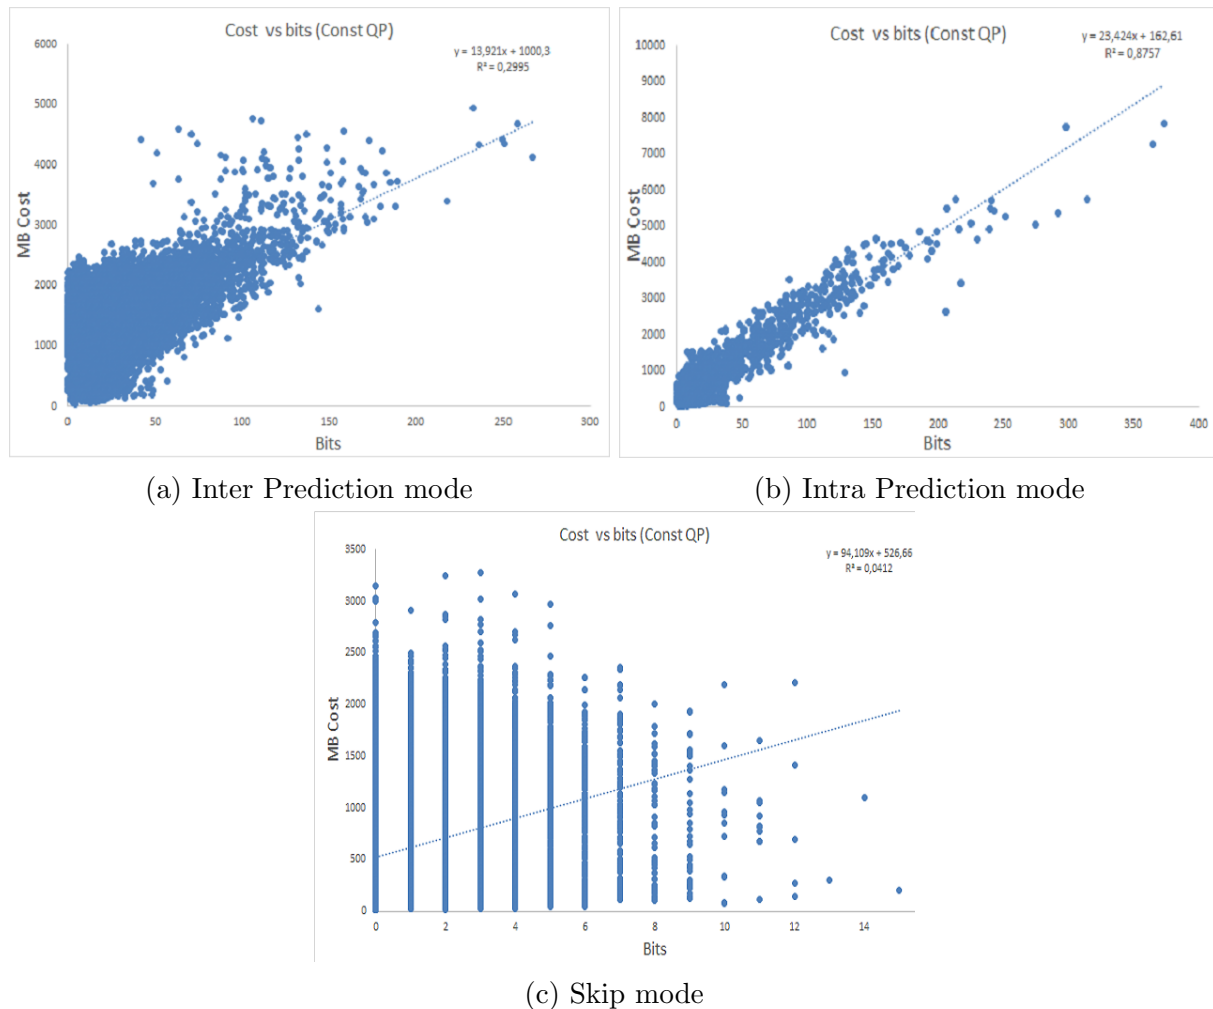 Cost vs bits (Const QP)
y = 13,921x + 1000,3
R² = 0,2995
6000
5000
4000
3000
2000
1000
0
MB Cost
0 50 100 150 200 250 300
Bits
(a) Inter Prediction mode
Cost vs bits (Const QP)
y = 23,424x + 162,61
R² = 0,8757
10000
9000
8000
7000
6000
5000
4000
3000
2000
1000
0
MB Cost
0 50 100 150 200 250 300 350 400
Bits
(b) Intra Prediction mode
Cost vs bits (Const QP)
y = 94,109x + 526,66
R² = 0,0412
3500
3000
2500
2000
1500
1000
500
0
MB Cost
0 2 4 6 8 10 12 14
Bits
(c) Skip mode